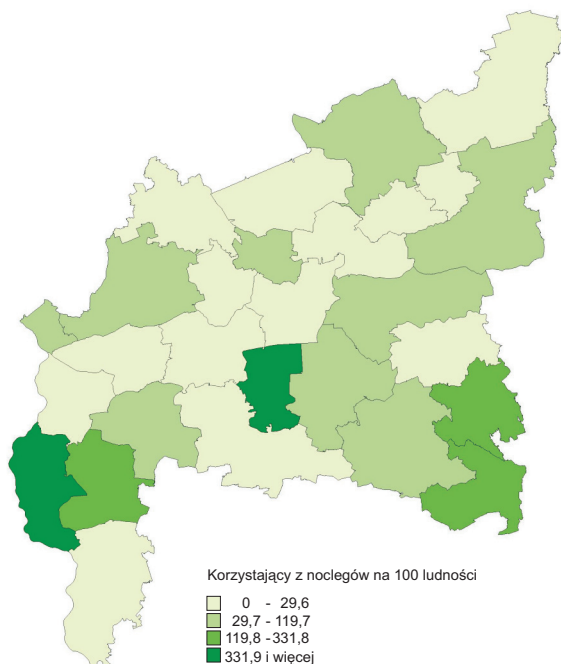 Korzystający z noclegów na 100 ludności
0 - 29,6
29,7 - 119,7
119,8 -331,8
331,9 i więcej